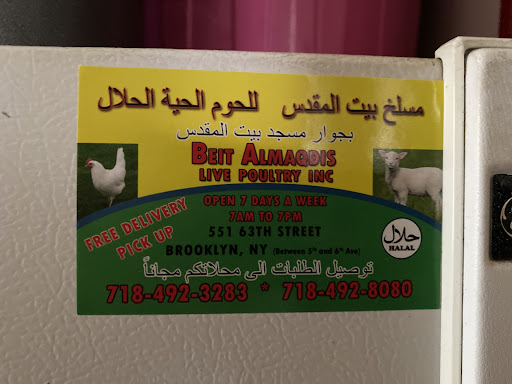 مسلخ بيت المقدس للحوم الحية الحلال
بجوار مسجد بيت المقدس
BEIT ALMAQDIS
LIVE POULTRY INC
OPEN 7 DAYS A WEEK
7AM TO 7PM
FREE DELIVERY
PICK UP
551 63TH STREET
BROOKLYN, NY (Between 5th and 6th Ave)
حلال
HALAL
توصيل الطلبات الى محلاتكم مجاناً
718-492-3283 * 718-492-8080